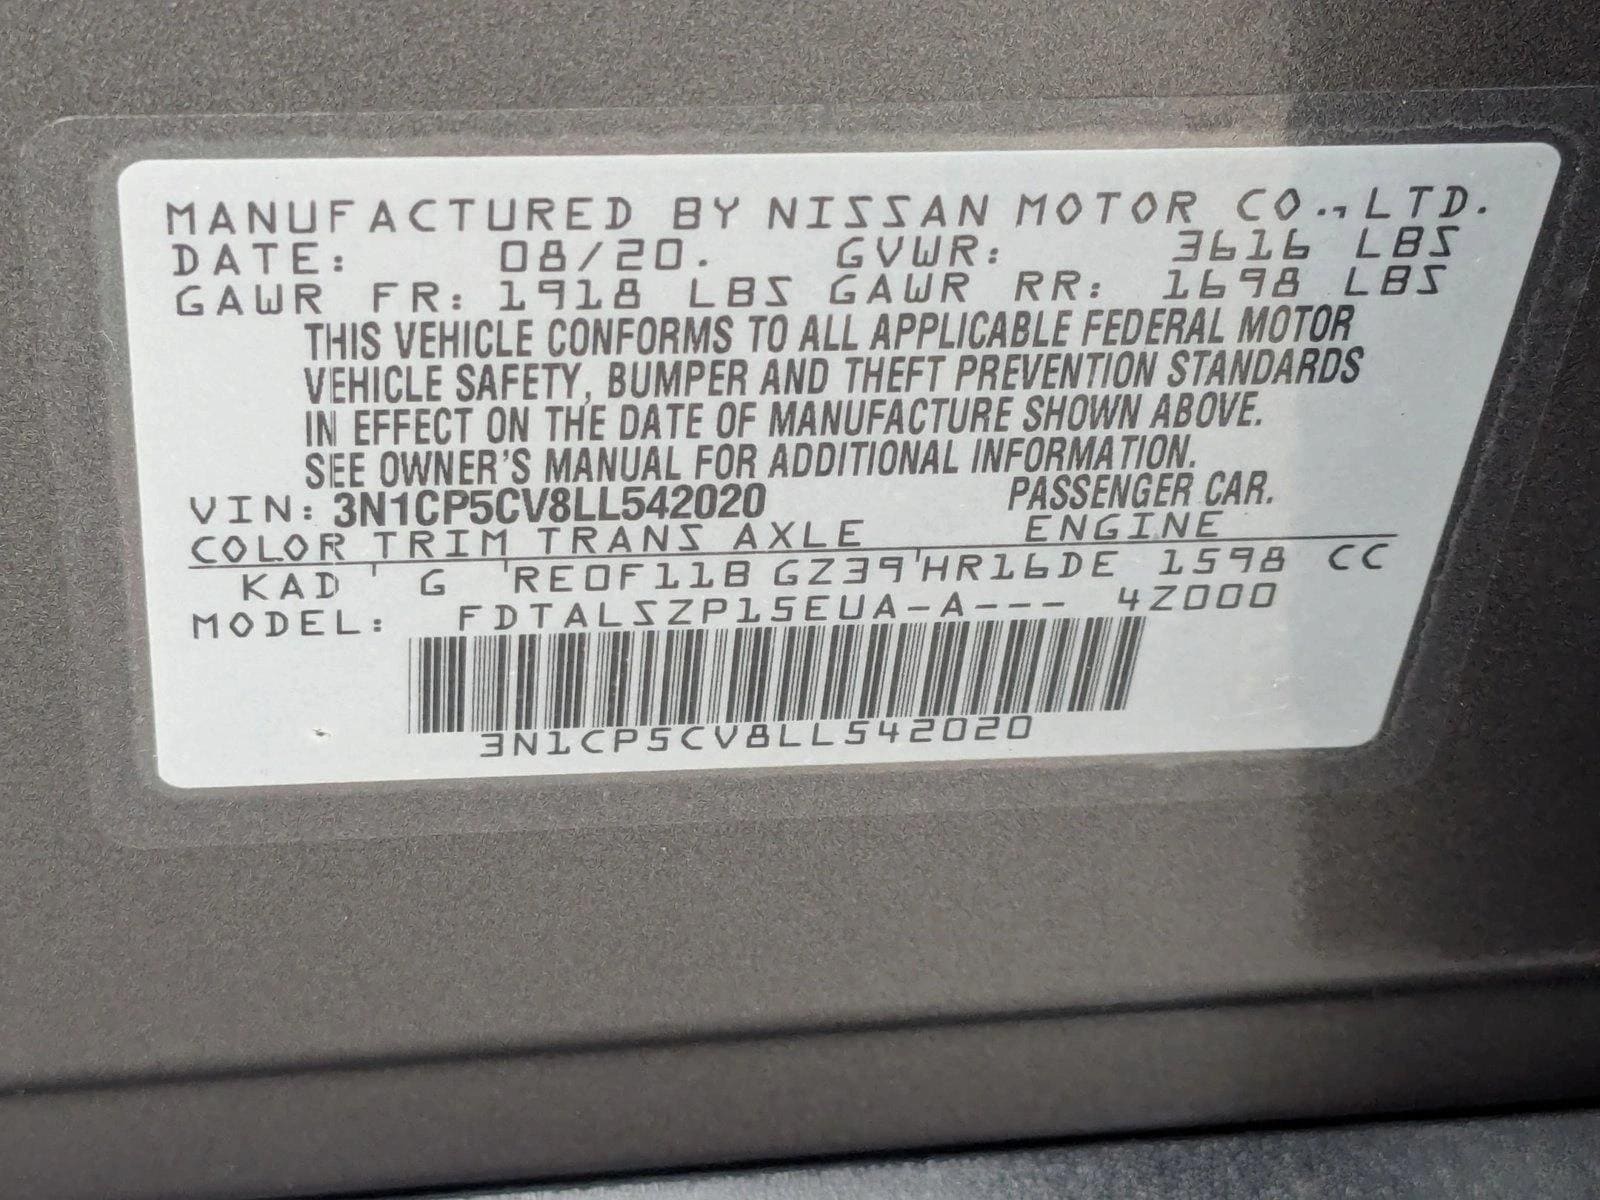 MANUFACTURED BY NISSAN MOTOR CO.,LTD.
DATE: 08/20. GVWR: 3616 LBS
GAWR FR: 1918 LBS GAWR RR: 1698 LBS
THIS VEHICLE CONFORMS TO ALL APPLICABLE FEDERAL MOTOR
VEHICLE SAFETY, BUMPER AND THEFT PREVENTION STANDARDS
IN EFFECT ON THE DATE OF MANUFACTURE SHOWN ABOVE.
SEE OWNER'S MANUAL FOR ADDITIONAL INFORMATION.
VIN: 3N1CP5CV8LL542020 PASSENGER CAR.
COLOR TRIM TRANS AXLE ENGINE
KAD ' G 'RE0F11B GZ39'HR16DE 1598 CC
MODEL: FDTALSZP15EUA-A--- 4Z000
3N1CP5CV8LL542020